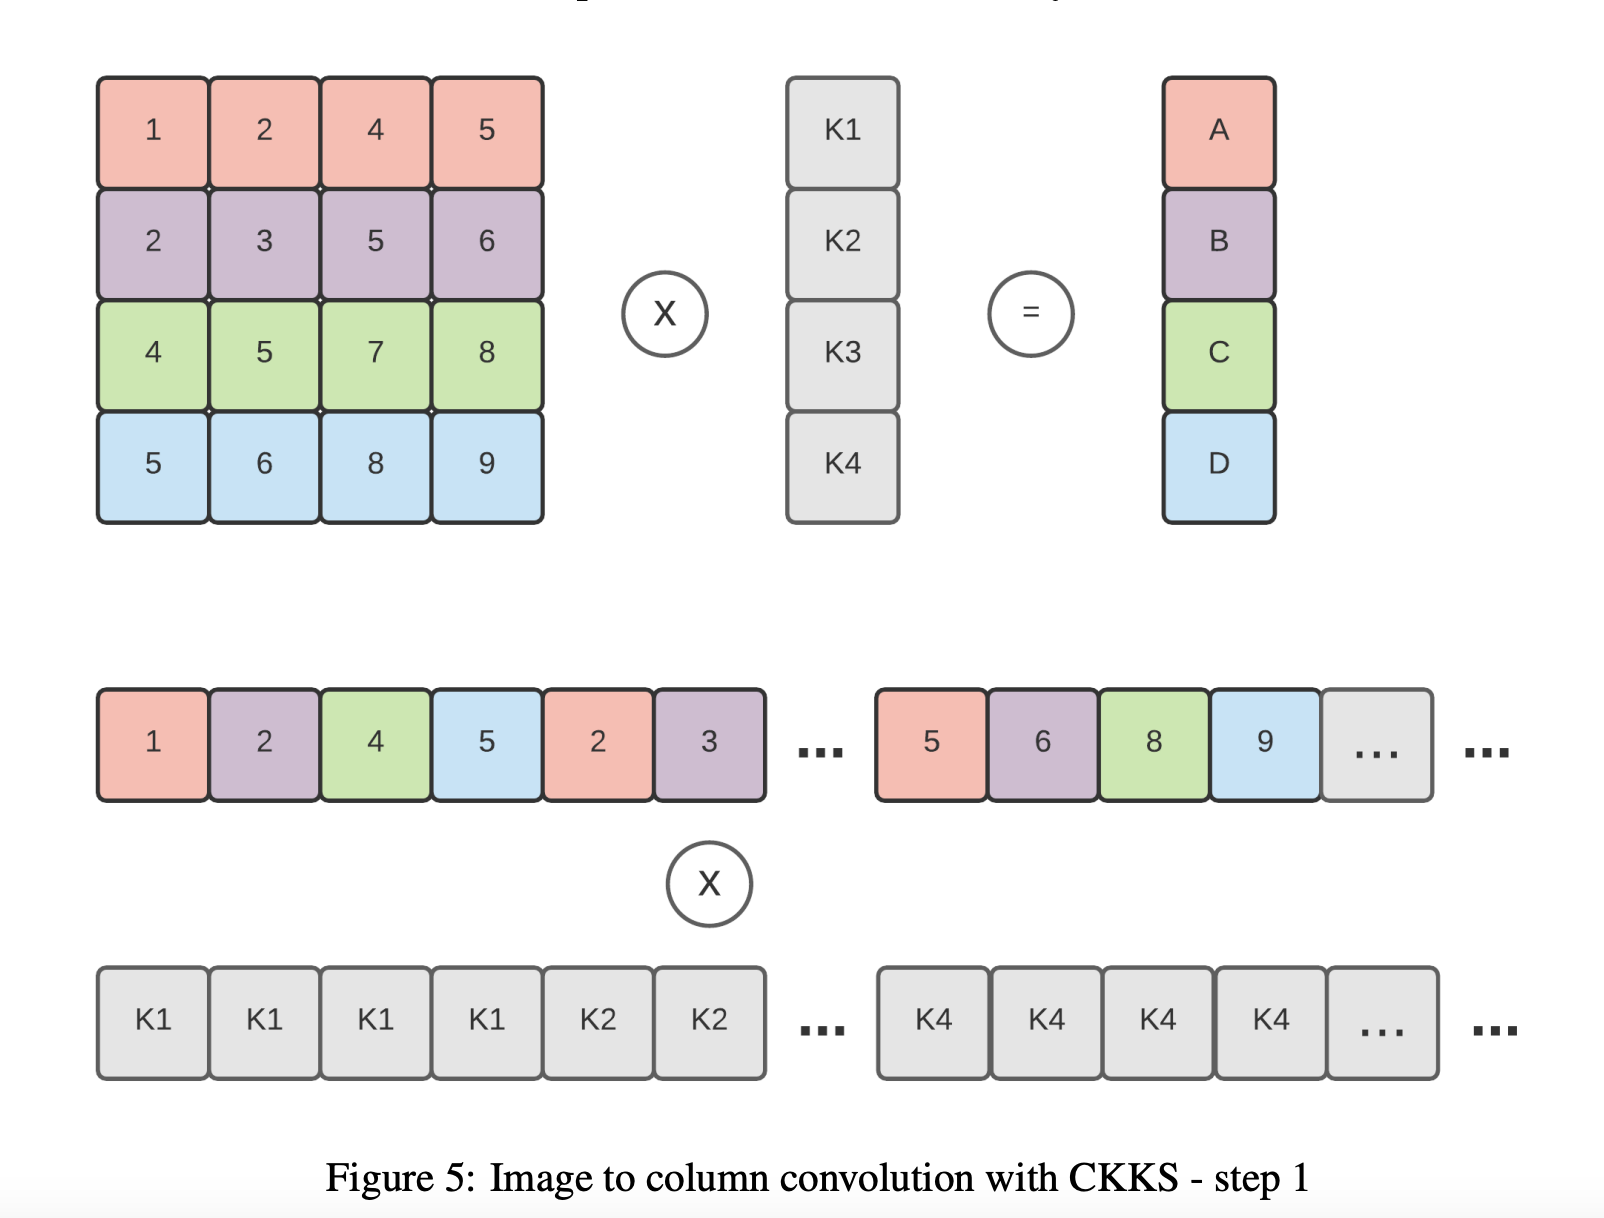 1 2 4 5 K1 A
2 3 5 6 K2 B
X =
4 5 7 8 K3 C
5 6 8 9 K4 D
1 2 4 5 2 3 ... 5 6 8 9 ... ...
X
K1 K1 K1 K1 K2 K2 ... K4 K4 K4 K4 ... ...
Figure 5: Image to column convolution with CKKS - step 1